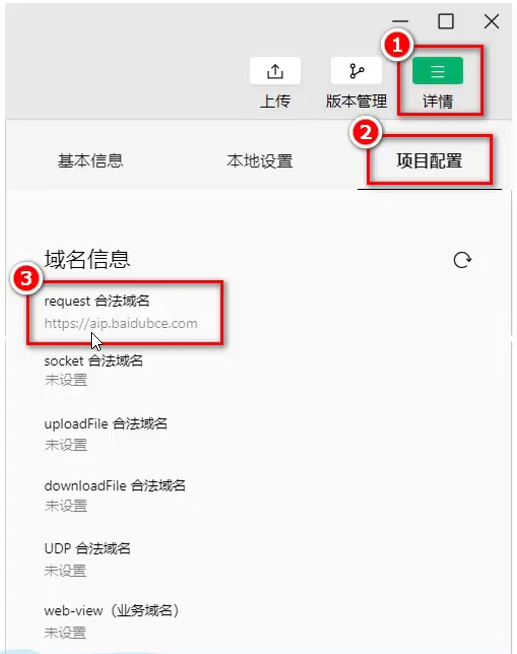 1
上传
版本管理
详情
2
基本信息
本地设置
项目配置
域名信息
3
request 合法域名
https://aip.baidubce.com
socket 合法域名
未设置
uploadFile 合法域名
未设置
downloadFile 合法域名
未设置
UDP 合法域名
未设置
web-view（业务域名）
未设置